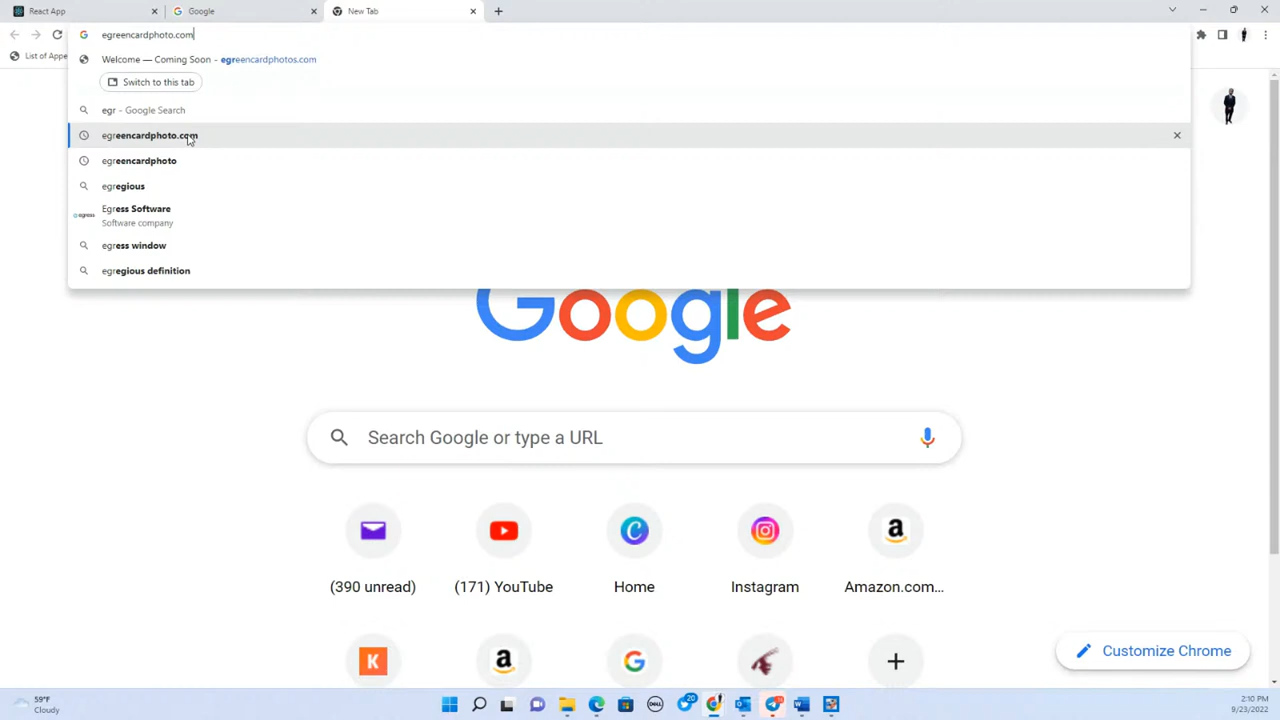 React App
Google
New Tab
egreencardphoto.com
List of Appe
Welcome — Coming Soon - egreencardphotos.com
Switch to this tab
egr - Google Search
egreencardphoto.com
egreencardphoto
egregious
egress
Egress Software
Software company
egress window
egregious definition
Google
Search Google or type a URL
(390 unread)
(171) YouTube
Home
Instagram
Amazon.com...
K
Customize Chrome
59°F
Cloudy
20
2:10 PM
9/23/2022